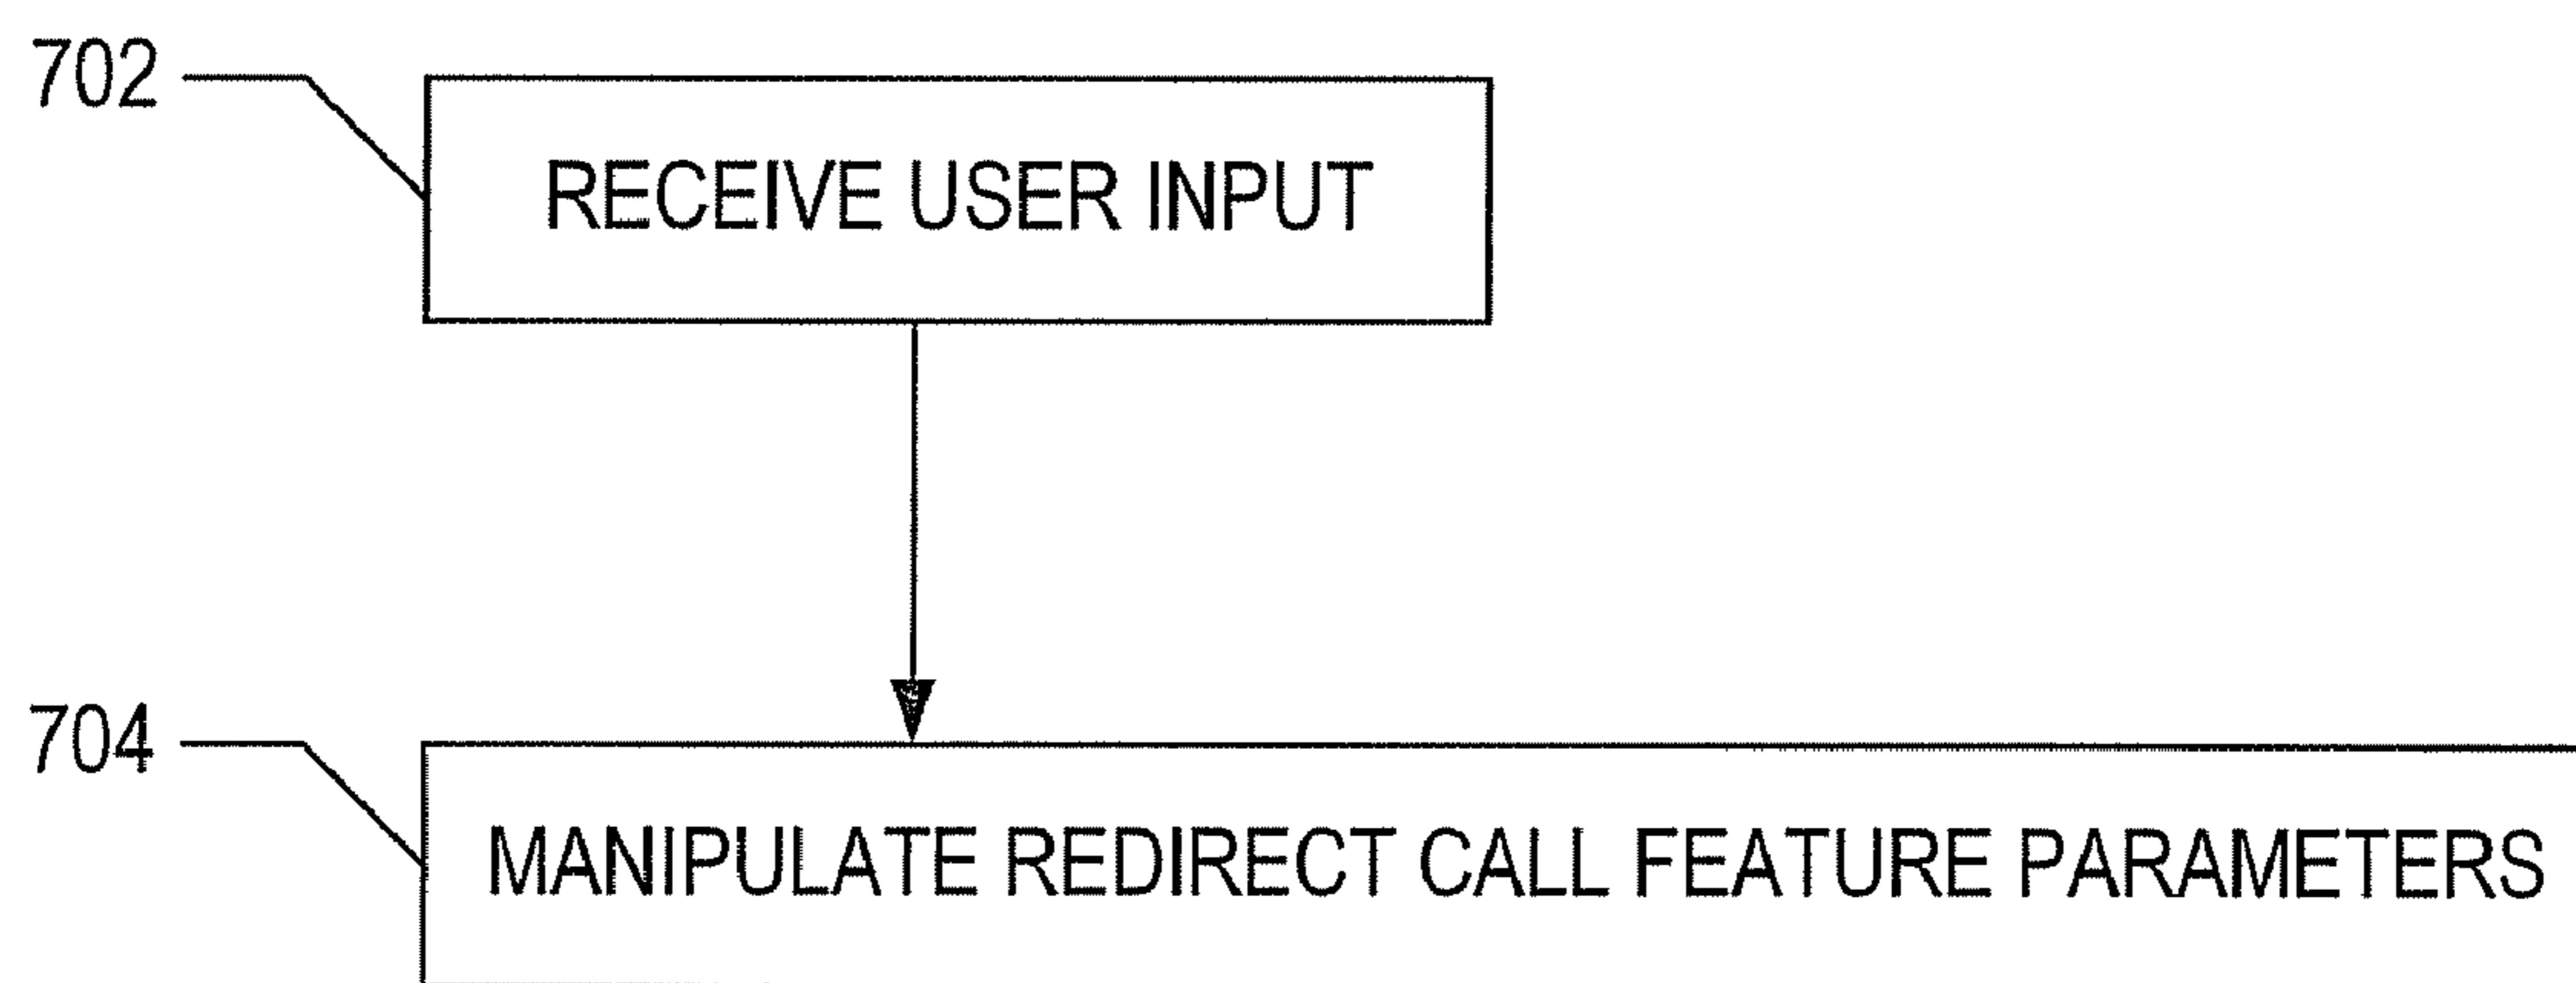 702
RECEIVE USER INPUT
704
MANIPULATE REDIRECT CALL FEATURE PARAMETERS